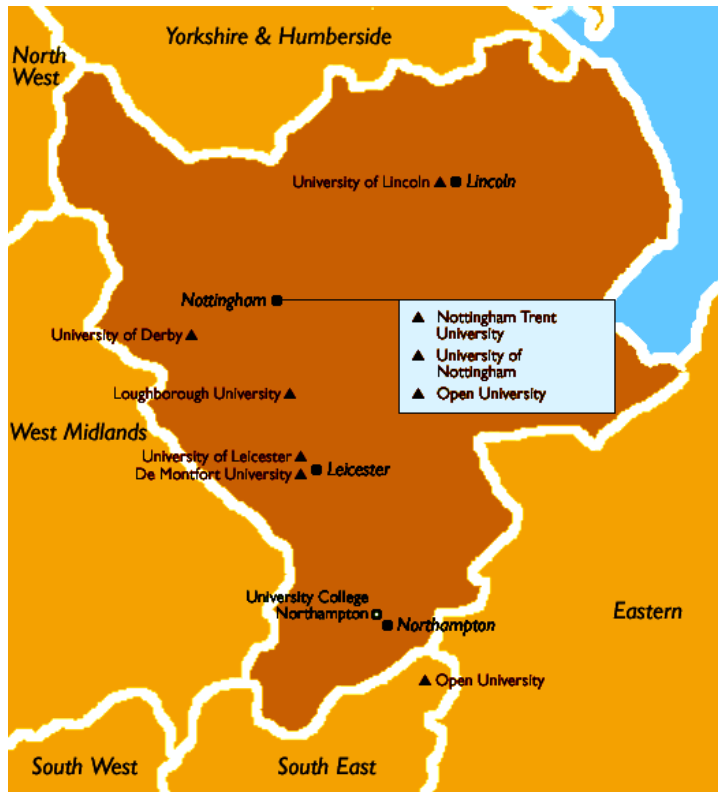 Yorkshire & Humberside
North
West
University of Lincoln
Lincoln
Nottingham
Nottingham Trent
University
University of
Nottingham
Open University
University of Derby
Loughborough University
West Midlands
University of Leicester
De Montfort University
Leicester
University College
Northampton
Northampton
Eastern
Open University
South West
South East